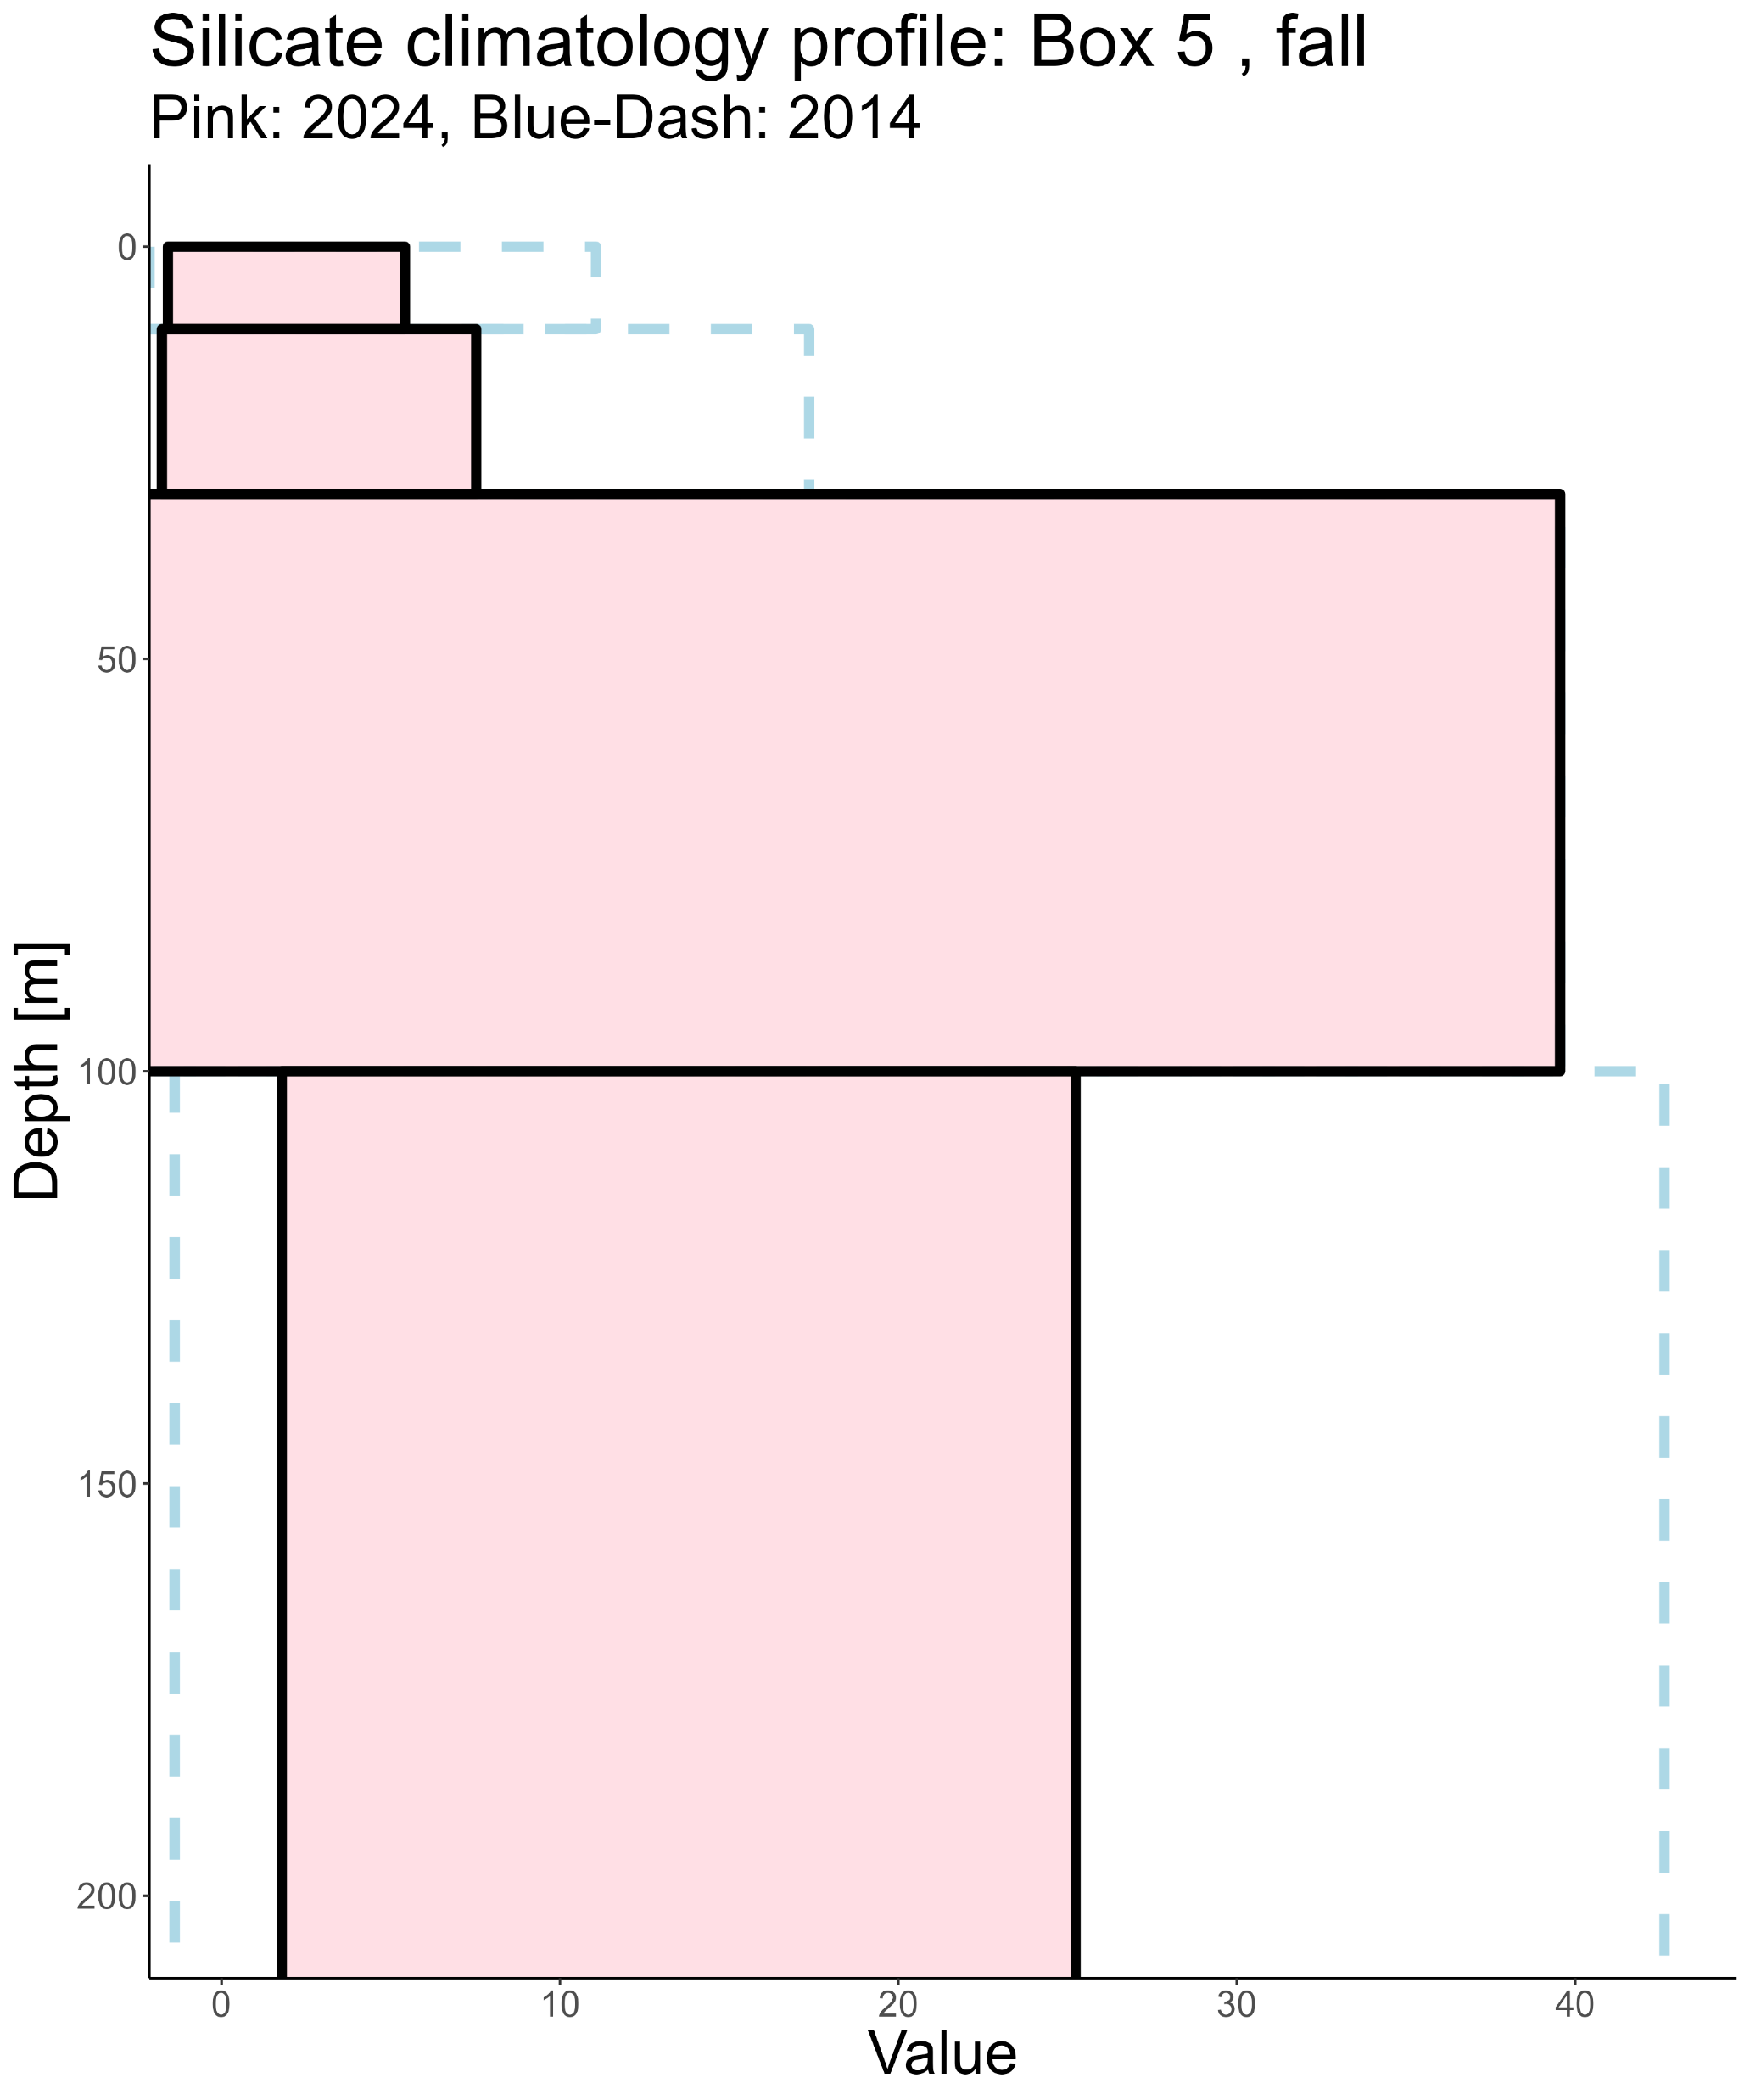 Silicate climatology profile: Box 5 , fall
Pink: 2024, Blue-Dash: 2014
0
50
100
150
200
Depth [m]
0 10 20 30 40
Value